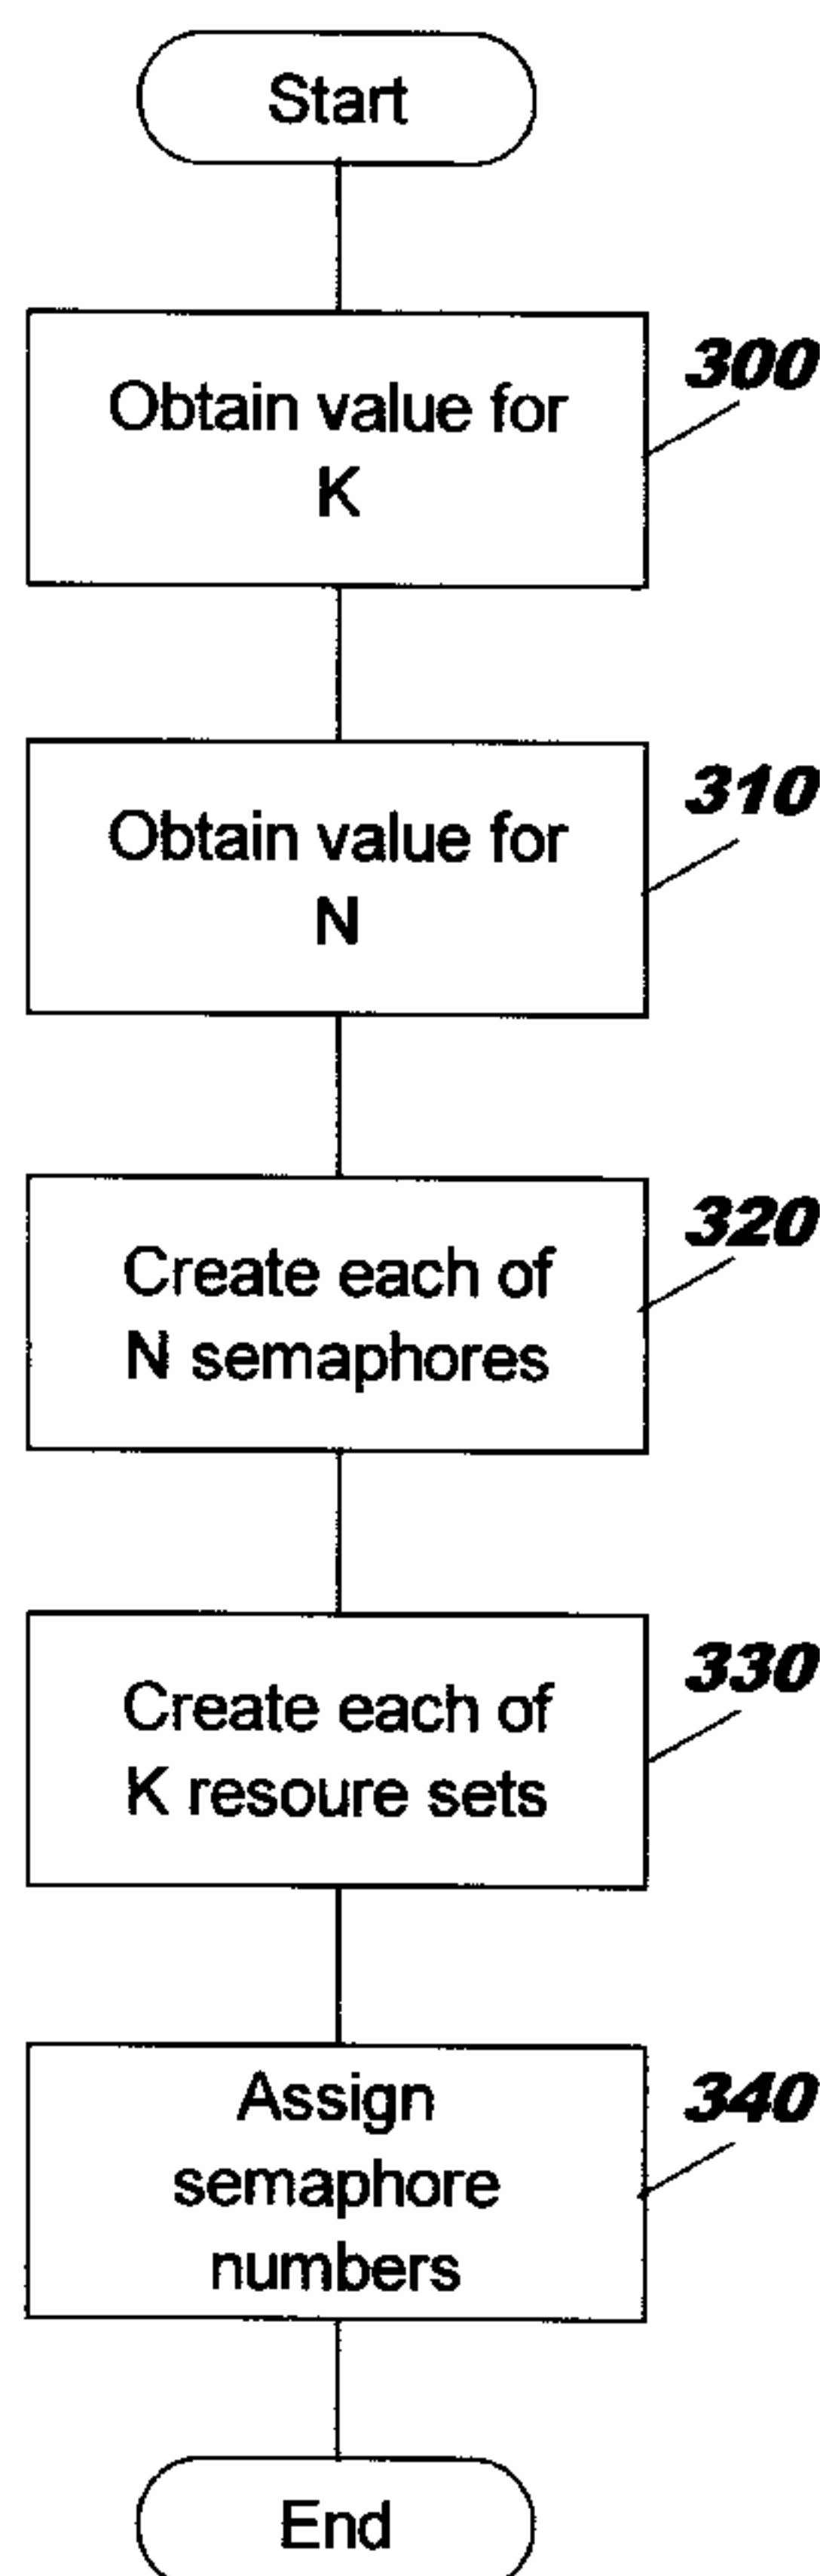 Start
300
Obtain value for
K
310
Obtain value for
N
320
Create each of
N semaphores
330
Create each of
K resoure sets
340
Assign
semaphore
numbers
End